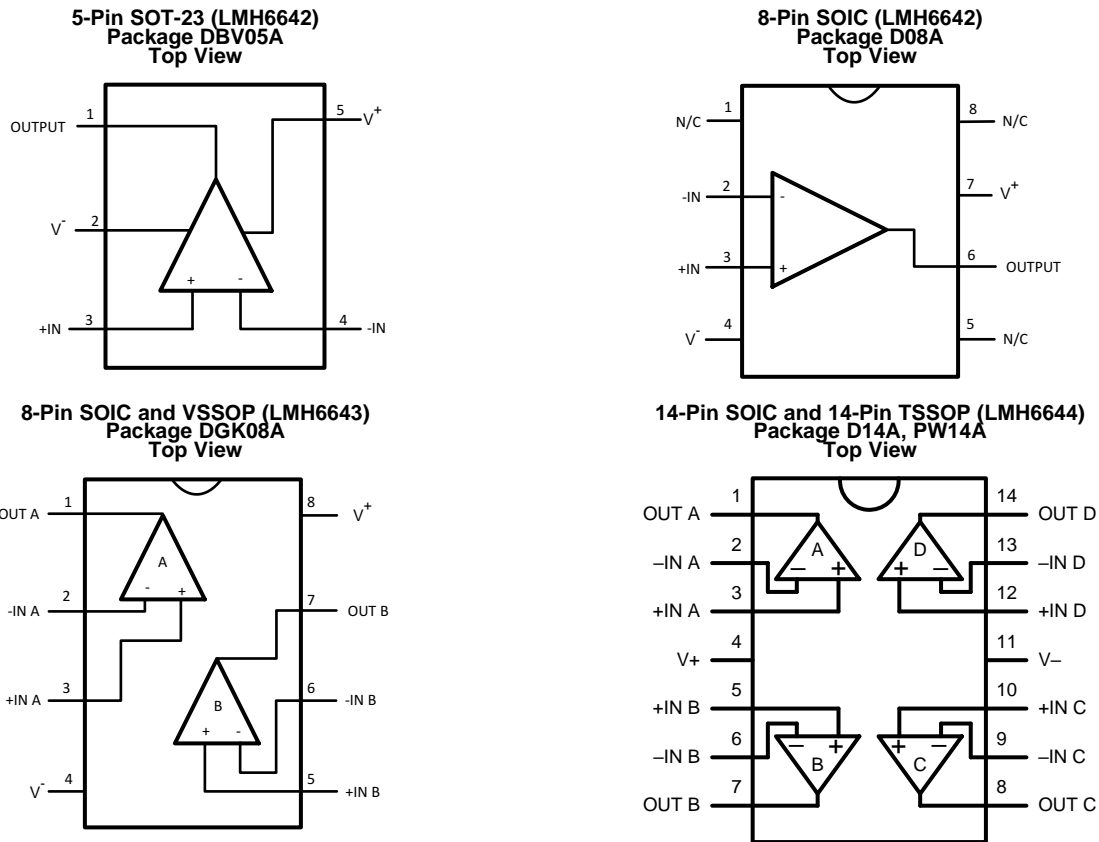 5-Pin SOT-23 (LMH6642)
Package DBV05A
Top View
OUTPUT 1
5 V+
V- 2
+ -
+IN 3
4 -IN
8-Pin SOIC (LMH6642)
Package D08A
Top View
N/C 1
8 N/C
-IN 2
-
7 V+
+IN 3
+
6 OUTPUT
V- 4
5 N/C
8-Pin SOIC and VSSOP (LMH6643)
Package DGK08A
Top View
OUT A 1
8 V+
A
- +
-IN A 2
7 OUT B
+IN A 3
6 -IN B
B
+ -
V- 4
5 +IN B
14-Pin SOIC and 14-Pin TSSOP (LMH6644)
Package D14A, PW14A
Top View
OUT A 1
14 OUT D
A D
–IN A 2
13 –IN D
– + + –
+IN A 3
12 +IN D
V+ 4
11 V–
+IN B 5
10 +IN C
– + + –
–IN B 6
9 –IN C
B C
OUT B 7
8 OUT C